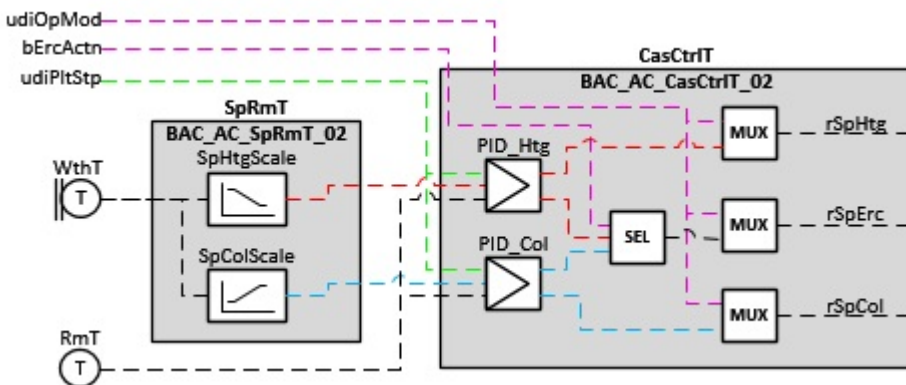 udiOpMod
bErcActn
udiPltStp
CasCtrlT
BAC_AC_CasCtrlT_02
SpRmT
BAC_AC_SpRmT_02
SpHtgScale
WthT
T
SpColScale
RmT
T
PID_Htg
PID_Col
SEL
MUX
rSpHtg
MUX
rSpErc
MUX
rSpCol